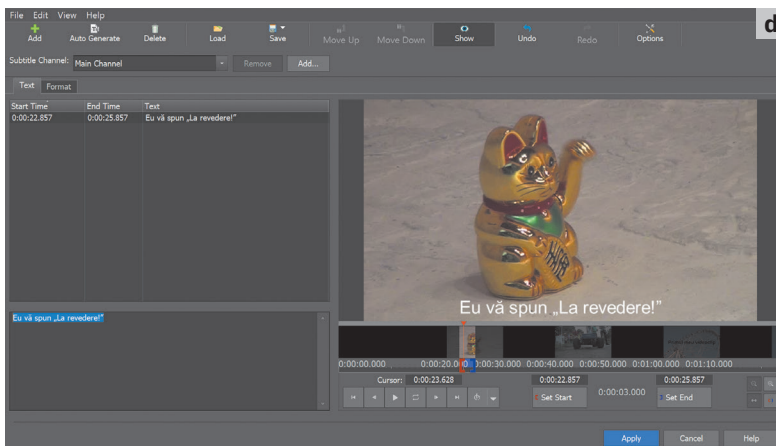 File Edit View Help
d
Add Auto Generate Delete Load Save Move Up Move Down Show Undo Redo Options
Subtitle Channel: Main Channel Remove Add...
Text Format
Start Time End Time Text
0:00:22.857 0:00:25.857 Eu vă spun „La revedere!”
Eu vă spun „La revedere!”
Eu vă spun „La revedere!”
0:00:00.000 0:00:20.000 0:00:30.000 0:00:40.000 0:00:50.000 0:01:00.000 0:01:10.000
Cursor: 0:00:23.628 0:00:22.857 0:00:25.857
Set Start 0:00:03.000 Set End
Apply Cancel Help